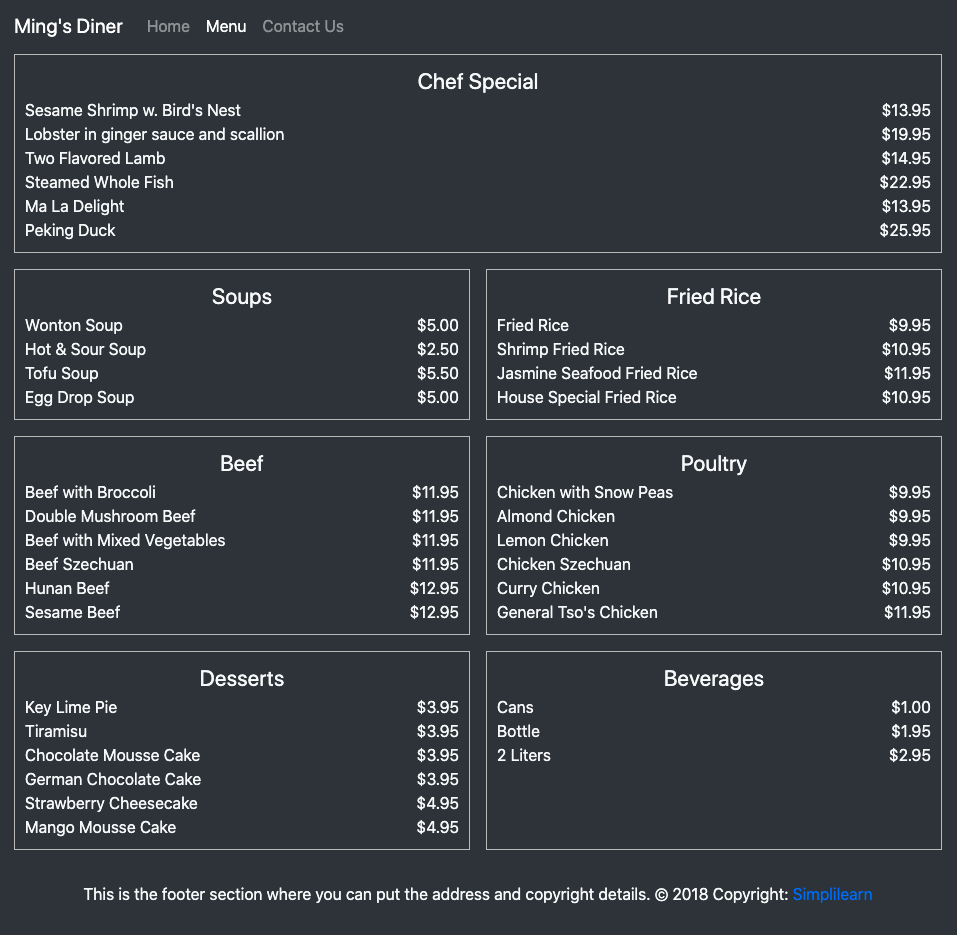 Ming's Diner Home Menu Contact Us
Chef Special
Sesame Shrimp w. Bird's Nest $13.95
Lobster in ginger sauce and scallion $19.95
Two Flavored Lamb $14.95
Steamed Whole Fish $22.95
Ma La Delight $13.95
Peking Duck $25.95
Soups
Wonton Soup $5.00
Hot & Sour Soup $2.50
Tofu Soup $5.50
Egg Drop Soup $5.00
Fried Rice
Fried Rice $9.95
Shrimp Fried Rice $10.95
Jasmine Seafood Fried Rice $11.95
House Special Fried Rice $10.95
Beef
Beef with Broccoli $11.95
Double Mushroom Beef $11.95
Beef with Mixed Vegetables $11.95
Beef Szechuan $11.95
Hunan Beef $12.95
Sesame Beef $12.95
Poultry
Chicken with Snow Peas $9.95
Almond Chicken $9.95
Lemon Chicken $9.95
Chicken Szechuan $10.95
Curry Chicken $10.95
General Tso's Chicken $11.95
Desserts
Key Lime Pie $3.95
Tiramisu $3.95
Chocolate Mousse Cake $3.95
German Chocolate Cake $3.95
Strawberry Cheesecake $4.95
Mango Mousse Cake $4.95
Beverages
Cans $1.00
Bottle $1.95
2 Liters $2.95
This is the footer section where you can put the address and copyright details. © 2018 Copyright: Simplilearn